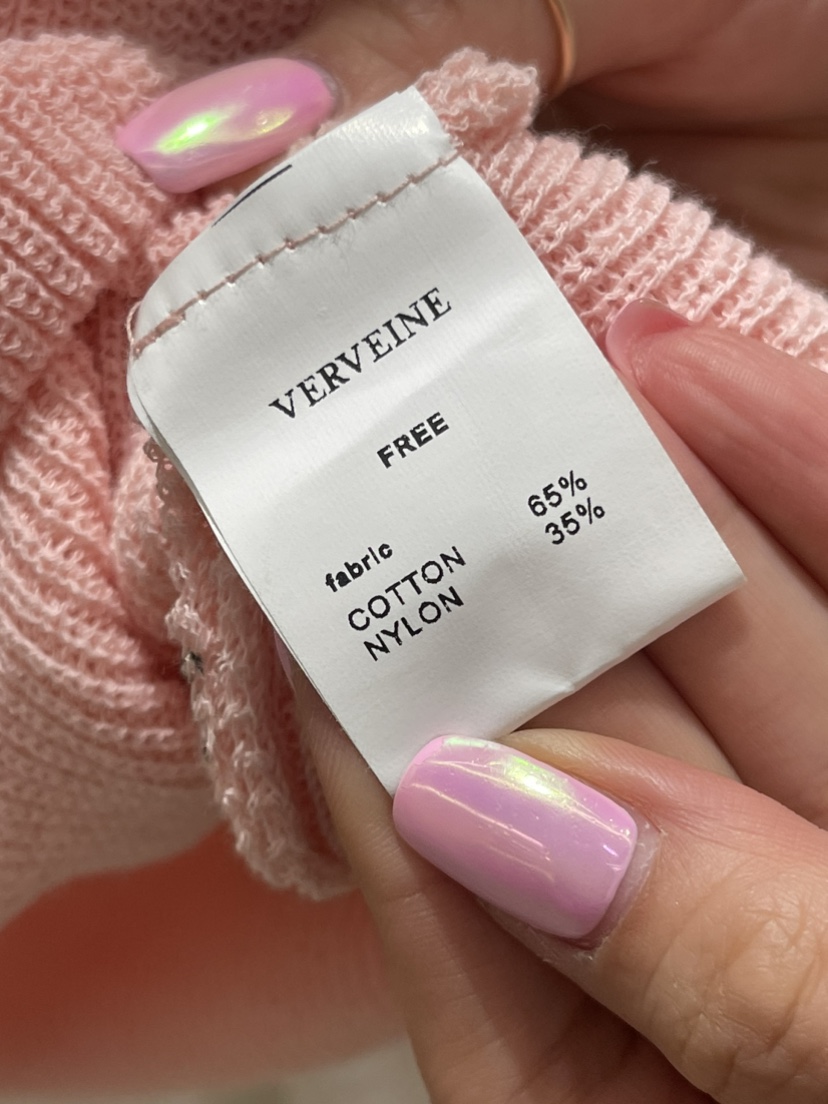 VERVEINE
FREE
fabric
COTTON 65%
NYLON 35%